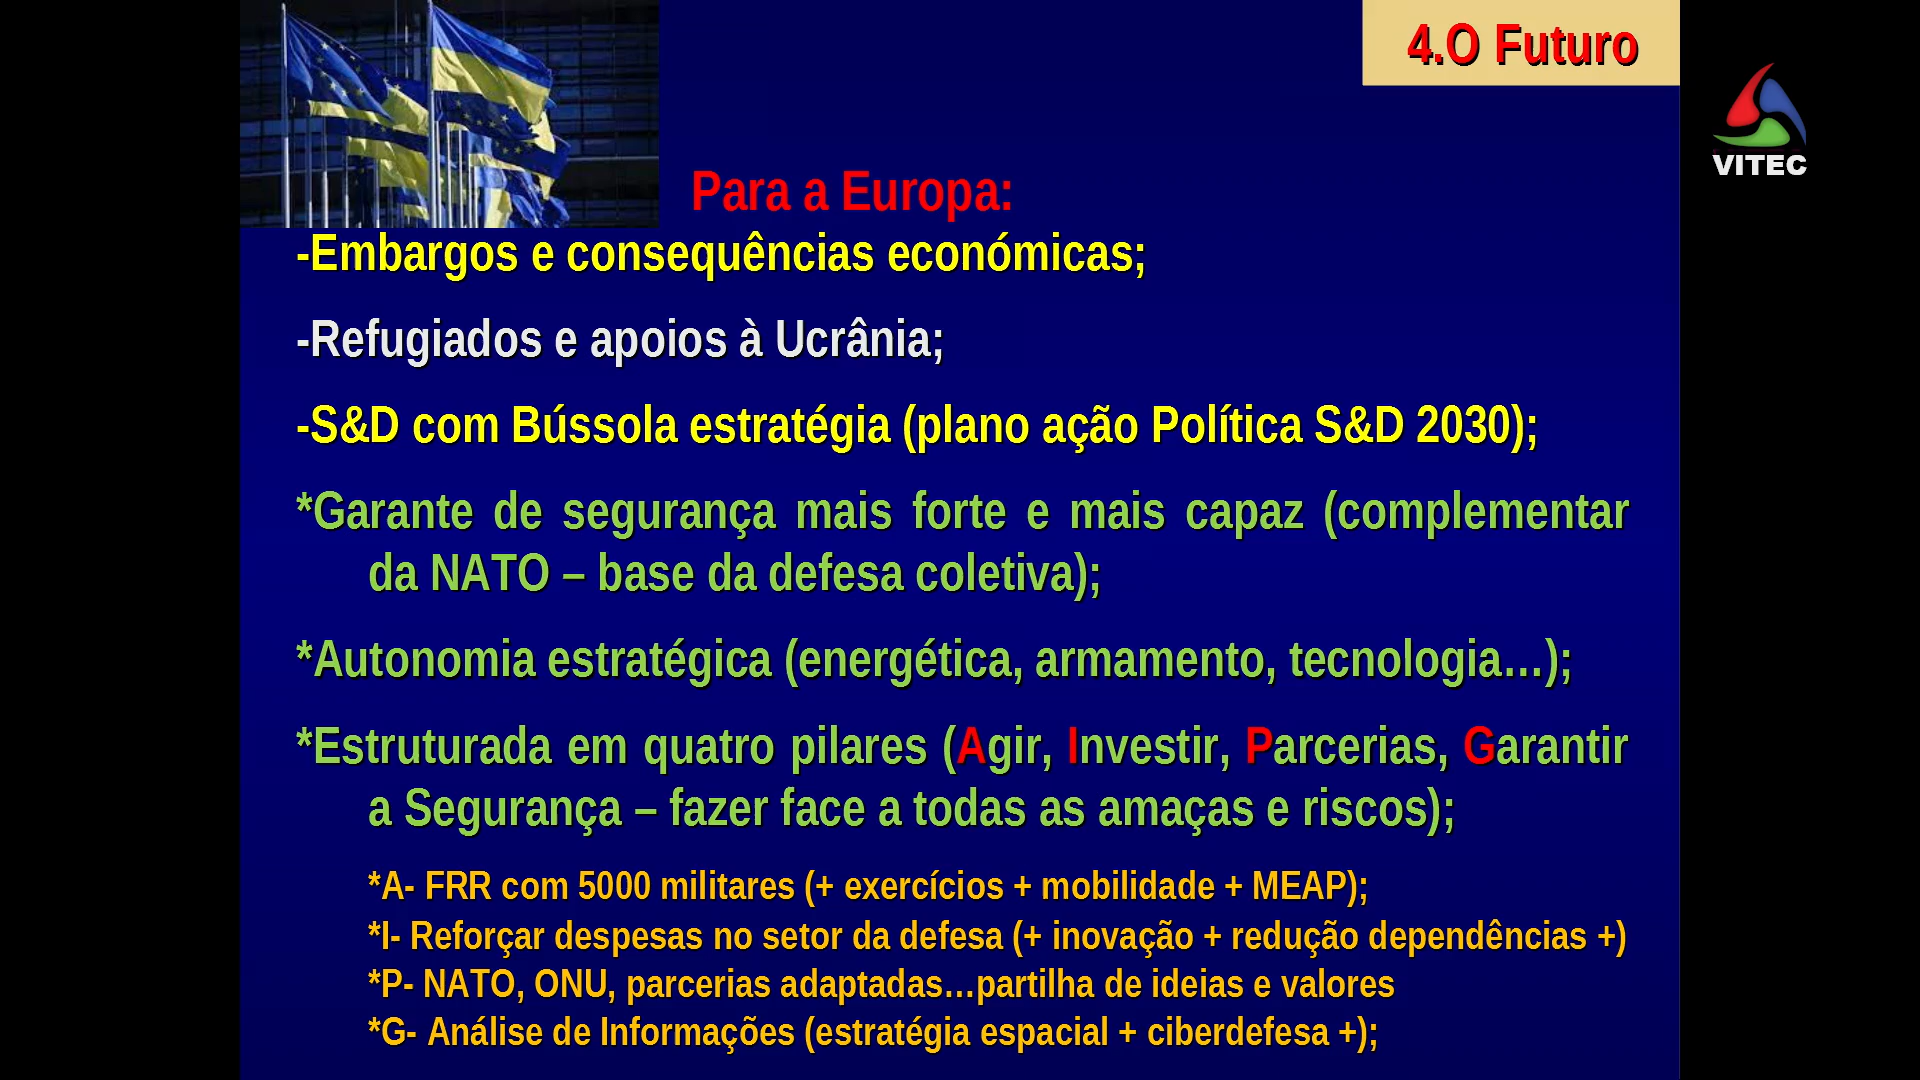 4.O Futuro
VITEC
Para a Europa:
-Embargos e consequências económicas;
-Refugiados e apoios à Ucrânia;
-S&D com Bússola estratégia (plano ação Política S&D 2030);
*Garante de segurança mais forte e mais capaz (complementar
da NATO – base da defesa coletiva);
*Autonomia estratégica (energética, armamento, tecnologia…);
*Estruturada em quatro pilares (Agir, Investir, Parcerias, Garantir
a Segurança – fazer face a todas as amaças e riscos);
*A- FRR com 5000 militares (+ exercícios + mobilidade + MEAP);
*I- Reforçar despesas no setor da defesa (+ inovação + redução dependências +)
*P- NATO, ONU, parcerias adaptadas…partilha de ideias e valores
*G- Análise de Informações (estratégia espacial + ciberdefesa +);